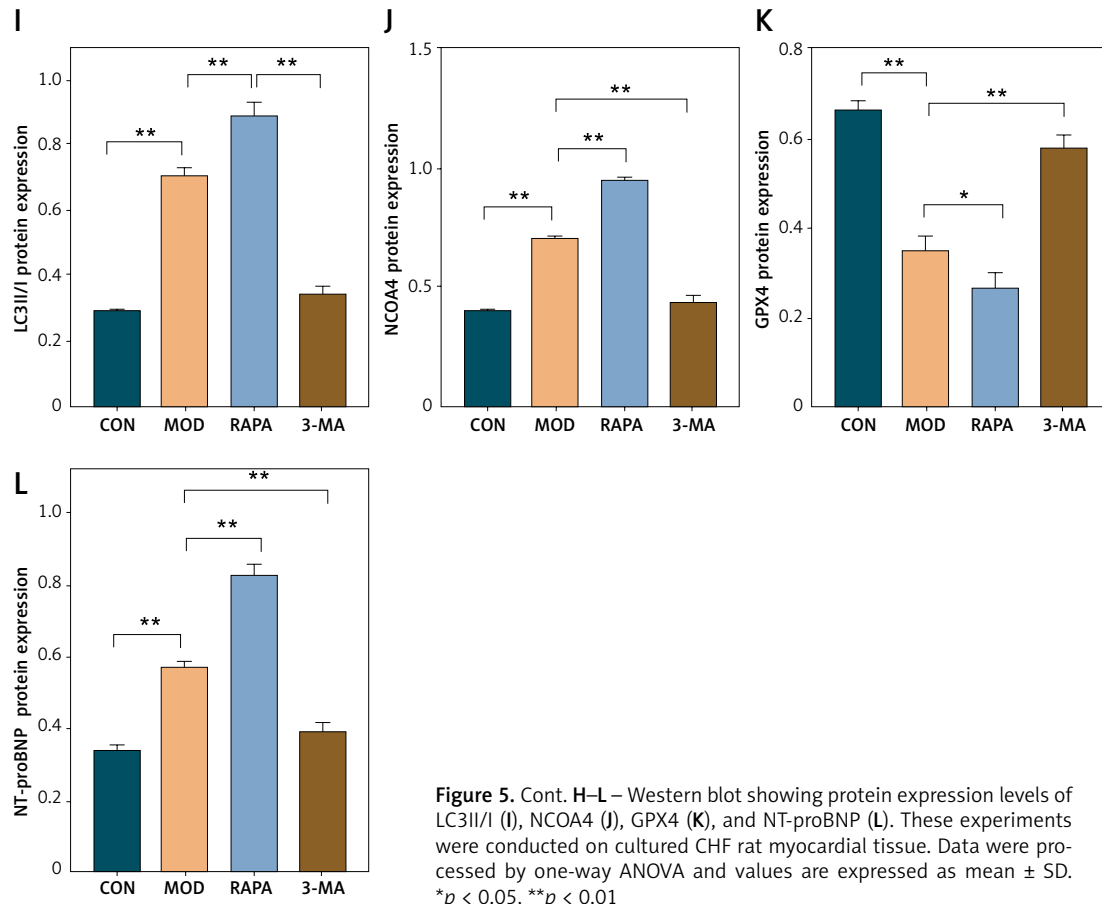 I
LC3II/I protein expression
1.0
0.8
0.6
0.4
0.2
0
**
**
**
CON MOD RAPA 3-MA
J
NCOA4 protein expression
1.5
1.0
0.5
0
**
**
**
CON MOD RAPA 3-MA
K
GPX4 protein expression
0.8
0.6
0.4
0.2
0
**
**
*
CON MOD RAPA 3-MA
L
NT-proBNP protein expression
1.0
0.8
0.6
0.4
0.2
0
**
**
**
CON MOD RAPA 3-MA
Figure 5. Cont. H–L – Western blot showing protein expression levels of
LC3II/I (I), NCOA4 (J), GPX4 (K), and NT-proBNP (L). These experiments
were conducted on cultured CHF rat myocardial tissue. Data were pro-
cessed by one-way ANOVA and values are expressed as mean ± SD.
*p < 0.05, **p < 0.01